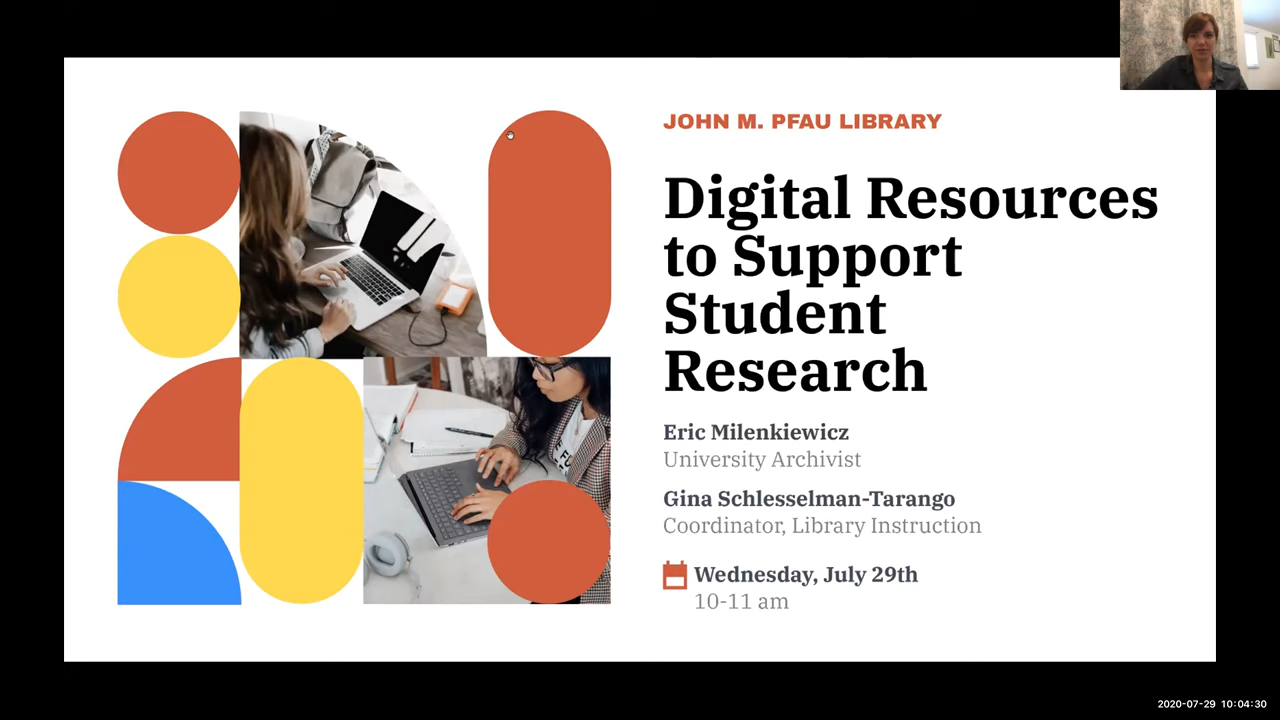 JOHN M. PFAU LIBRARY
Digital Resources
to Support
Student
Research
Eric Milenkiewicz
University Archivist
Gina Schlesselman-Tarango
Coordinator, Library Instruction
Wednesday, July 29th
10-11 am
2020-07-29 10:04:30